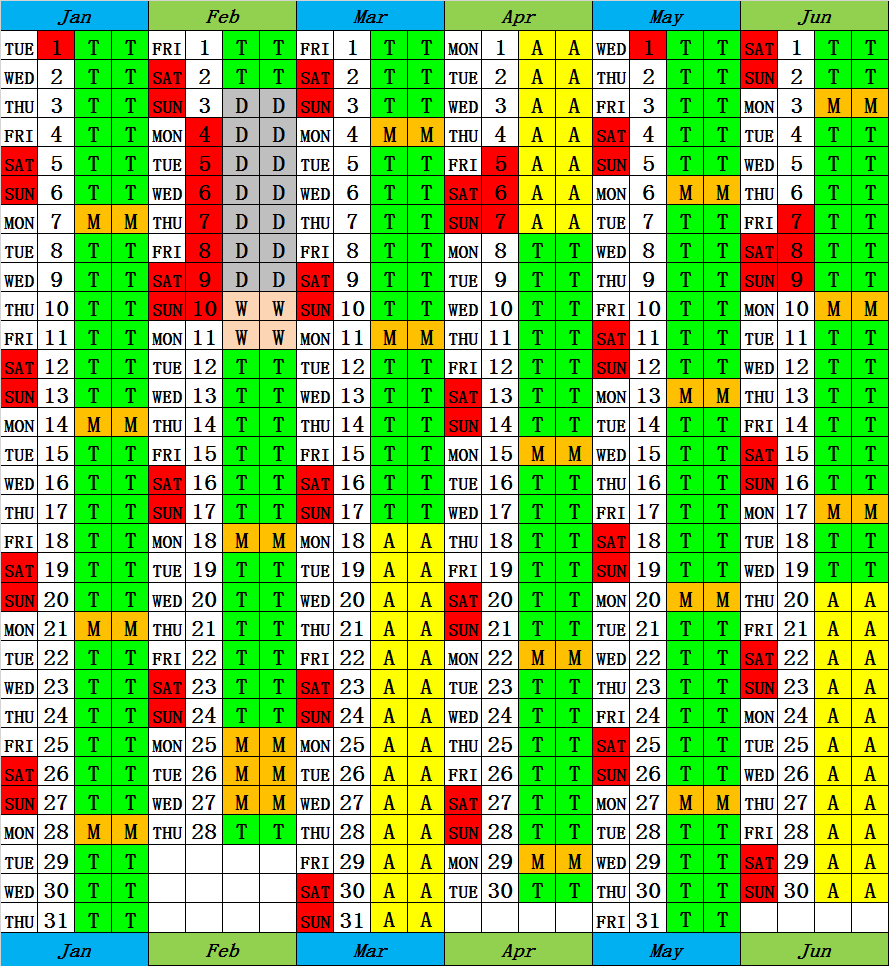 Jan Feb Mar Apr May Jun
TUE 1 T T FRI 1 T T FRI 1 T T MON 1 A A WED 1 T T SAT 1 T T
WED 2 T T SAT 2 T T SAT 2 T T TUE 2 A A THU 2 T T SUN 2 T T
THU 3 T T SUN 3 D D SUN 3 T T WED 3 A A FRI 3 T T MON 3 M M
FRI 4 T T MON 4 D D MON 4 M M THU 4 A A SAT 4 T T TUE 4 T T
SAT 5 T T TUE 5 D D TUE 5 T T FRI 5 A A SUN 5 T T WED 5 T T
SUN 6 T T WED 6 D D WED 6 T T SAT 6 A A MON 6 M M THU 6 T T
MON 7 M M THU 7 D D THU 7 T T SUN 7 A A TUE 7 T T FRI 7 T T
TUE 8 T T FRI 8 D D FRI 8 T T MON 8 T T WED 8 T T SAT 8 T T
WED 9 T T SAT 9 D D SAT 9 T T TUE 9 T T THU 9 T T SUN 9 T T
THU 10 T T SUN 10 W W SUN 10 T T WED 10 T T FRI 10 T T MON 10 M M
FRI 11 T T MON 11 W W MON 11 M M THU 11 T T SAT 11 T T TUE 11 T T
SAT 12 T T TUE 12 T T TUE 12 T T FRI 12 T T SUN 12 T T WED 12 T T
SUN 13 T T WED 13 T T WED 13 T T SAT 13 T T MON 13 M M THU 13 T T
MON 14 M M THU 14 T T THU 14 T T SUN 14 T T TUE 14 T T FRI 14 T T
TUE 15 T T FRI 15 T T FRI 15 T T MON 15 M M WED 15 T T SAT 15 T T
WED 16 T T SAT 16 T T SAT 16 T T TUE 16 T T THU 16 T T SUN 16 T T
THU 17 T T SUN 17 T T SUN 17 T T WED 17 T T FRI 17 T T MON 17 M M
FRI 18 T T MON 18 M M MON 18 A A THU 18 T T SAT 18 T T TUE 18 T T
SAT 19 T T TUE 19 T T TUE 19 A A FRI 19 T T SUN 19 T T WED 19 T T
SUN 20 T T WED 20 T T WED 20 A A SAT 20 T T MON 20 M M THU 20 A A
MON 21 M M THU 21 T T THU 21 A A SUN 21 T T TUE 21 T T FRI 21 A A
TUE 22 T T FRI 22 T T FRI 22 A A MON 22 M M WED 22 T T SAT 22 A A
WED 23 T T SAT 23 T T SAT 23 A A TUE 23 T T THU 23 T T SUN 23 A A
THU 24 T T SUN 24 T T SUN 24 A A WED 24 T T FRI 24 T T MON 24 A A
FRI 25 T T MON 25 M M MON 25 A A THU 25 T T SAT 25 T T TUE 25 A A
SAT 26 T T TUE 26 M M TUE 26 A A FRI 26 T T SUN 26 T T WED 26 A A
SUN 27 T T WED 27 M M WED 27 A A SAT 27 T T MON 27 M M THU 27 A A
MON 28 M M THU 28 T T THU 28 A A SUN 28 T T TUE 28 T T FRI 28 A A
TUE 29 T T FRI 29 A A MON 29 M M WED 29 T T SAT 29 A A
WED 30 T T SAT 30 A A TUE 30 T T THU 30 T T SUN 30 A A
THU 31 T T SUN 31 A A FRI 31 T T
Jan Feb Mar Apr May Jun